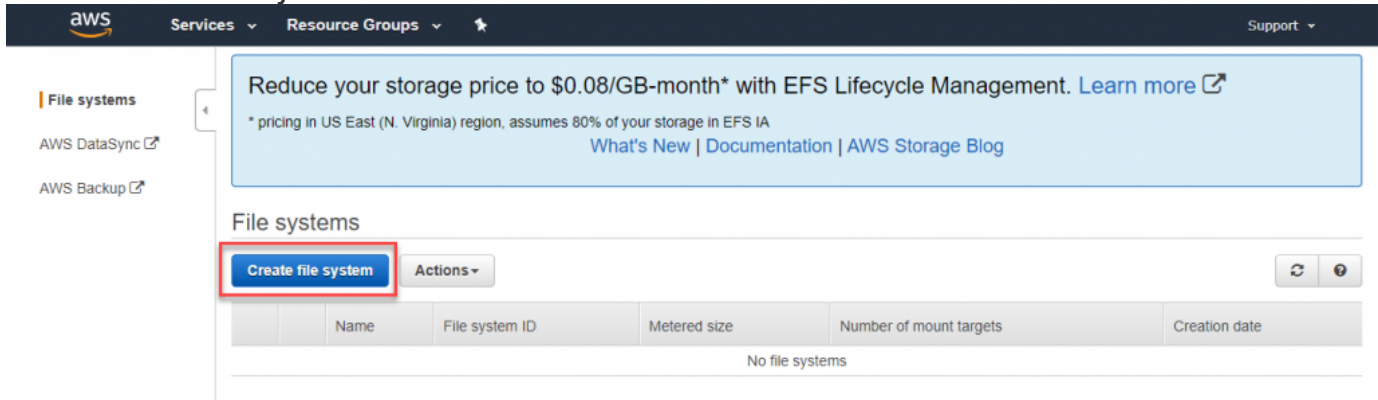 aws Services Resource Groups Support
File systems
AWS DataSync
AWS Backup
Reduce your storage price to $0.08/GB-month* with EFS Lifecycle Management. Learn more
* pricing in US East (N. Virginia) region, assumes 80% of your storage in EFS IA
What's New | Documentation | AWS Storage Blog
File systems
Create file system Actions
Name File system ID Metered size Number of mount targets Creation date
No file systems